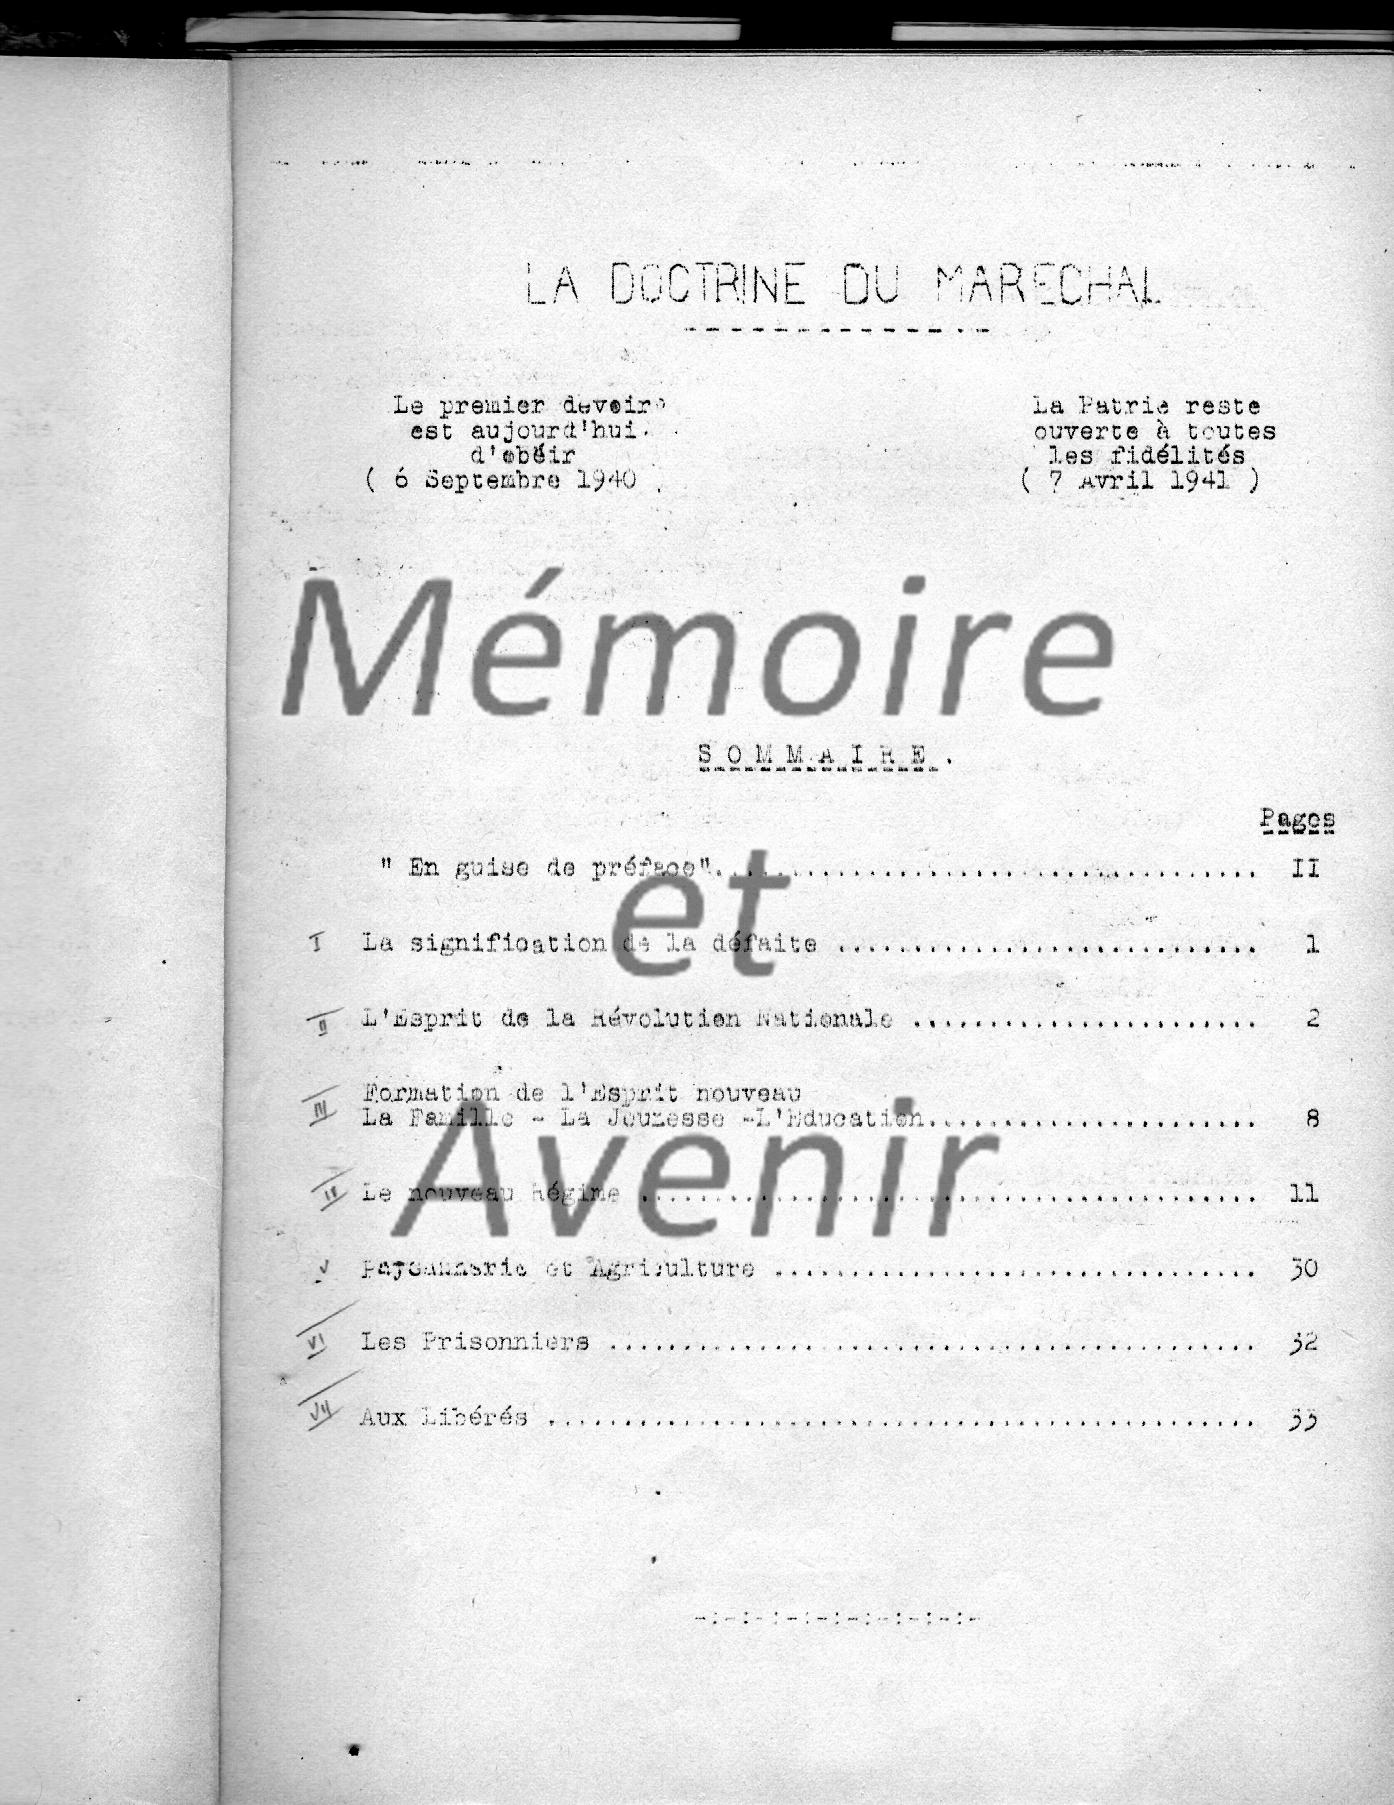 LA DOCTRINE DU MARECHAL
Le premier devoir
est aujourd'hui
d'obéir
( 6 Septembre 1940
La Patrie reste
ouverte à toutes
les fidélités
( 7 Avril 1941 )
Mémoire
SOMMAIRE.
Pages
" En guise de préface"................................... II
et
I La signification de la défaite ............................ 1
II L'Esprit de la Révolution Nationale ....................... 2
III Formation de l'Esprit nouveau
La Famille - La Jeunesse -L'Education...................... 8
Avenir
IV Le nouveau Régime ......................................... 11
V Paysannerie et Agriculture ................................ 30
VI Les Prisonniers ........................................... 32
VII Aux Libérés ............................................... 33
-:-:-:-:-:-:-:-:-:-